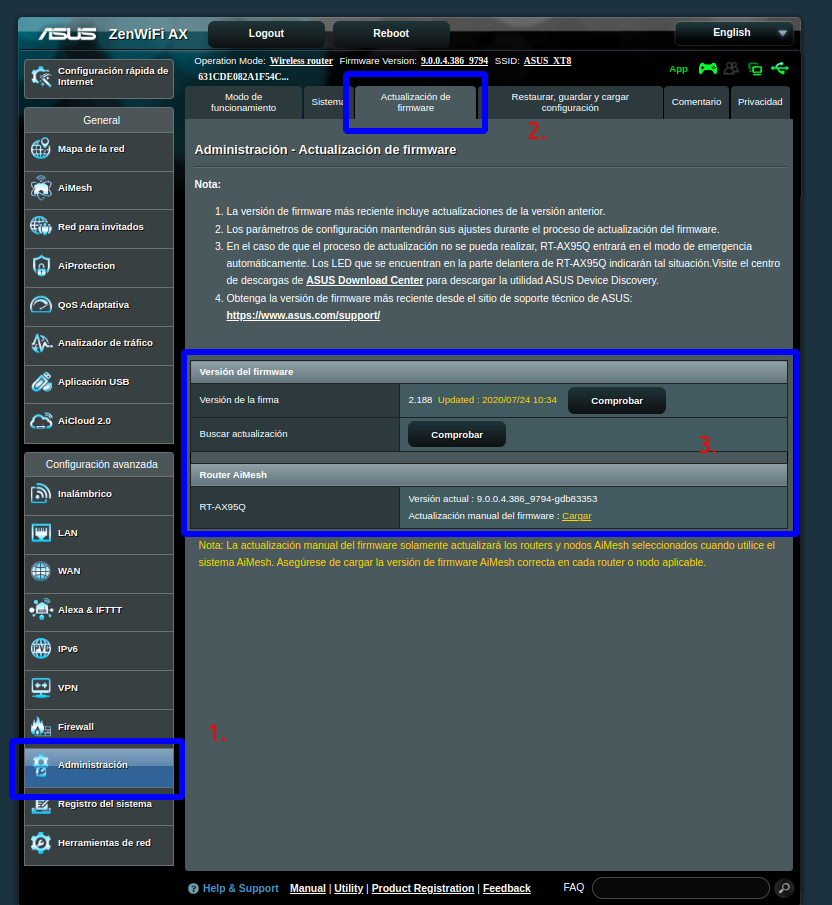 ASUS ZenWiFi AX Logout Reboot English
Operation Mode: Wireless router Firmware Version: 9.0.0.4.386_9794 SSID: ASUS_XT8
631CDE082A1F54C...
App
Configuración rápida de
Internet
General
Mapa de la red
AiMesh
Red para invitados
AiProtection
QoS Adaptativa
Analizador de tráfico
Aplicación USB
AiCloud 2.0
Configuración avanzada
Inalámbrico
LAN
WAN
Alexa & IFTTT
IPv6
VPN
Firewall
1.
Administración
Registro del sistema
Herramientas de red
Modo de
funcionamiento
Sistema
Actualización de
firmware
Restaurar, guardar y cargar
configuración
Comentario
Privacidad
2.
Administración - Actualización de firmware
Nota:
1. La versión de firmware más reciente incluye actualizaciones de la versión anterior.
2. Los parámetros de configuración mantendrán sus ajustes durante el proceso de actualización del firmware.
3. En el caso de que el proceso de actualización no se pueda realizar, RT-AX95Q entrará en el modo de emergencia
automáticamente. Los LED que se encuentran en la parte delantera de RT-AX95Q indicarán tal situación.Visite el centro
de descargas de ASUS Download Center para descargar la utilidad ASUS Device Discovery.
4. Obtenga la versión de firmware más reciente desde el sitio de soporte técnico de ASUS:
https://www.asus.com/support/
Versión del firmware
Versión de la firma 2.188 Updated : 2020/07/24 10:34 Comprobar
Buscar actualización Comprobar
3.
Router AiMesh
RT-AX95Q
Versión actual : 9.0.0.4.386_9794-gdb83353
Actualización manual del firmware : Cargar
Nota: La actualización manual del firmware solamente actualizará los routers y nodos AiMesh seleccionados cuando utilice el
sistema AiMesh. Asegúrese de cargar la versión de firmware AiMesh correcta en cada router o nodo aplicable.
? Help & Support Manual | Utility | Product Registration | Feedback FAQ